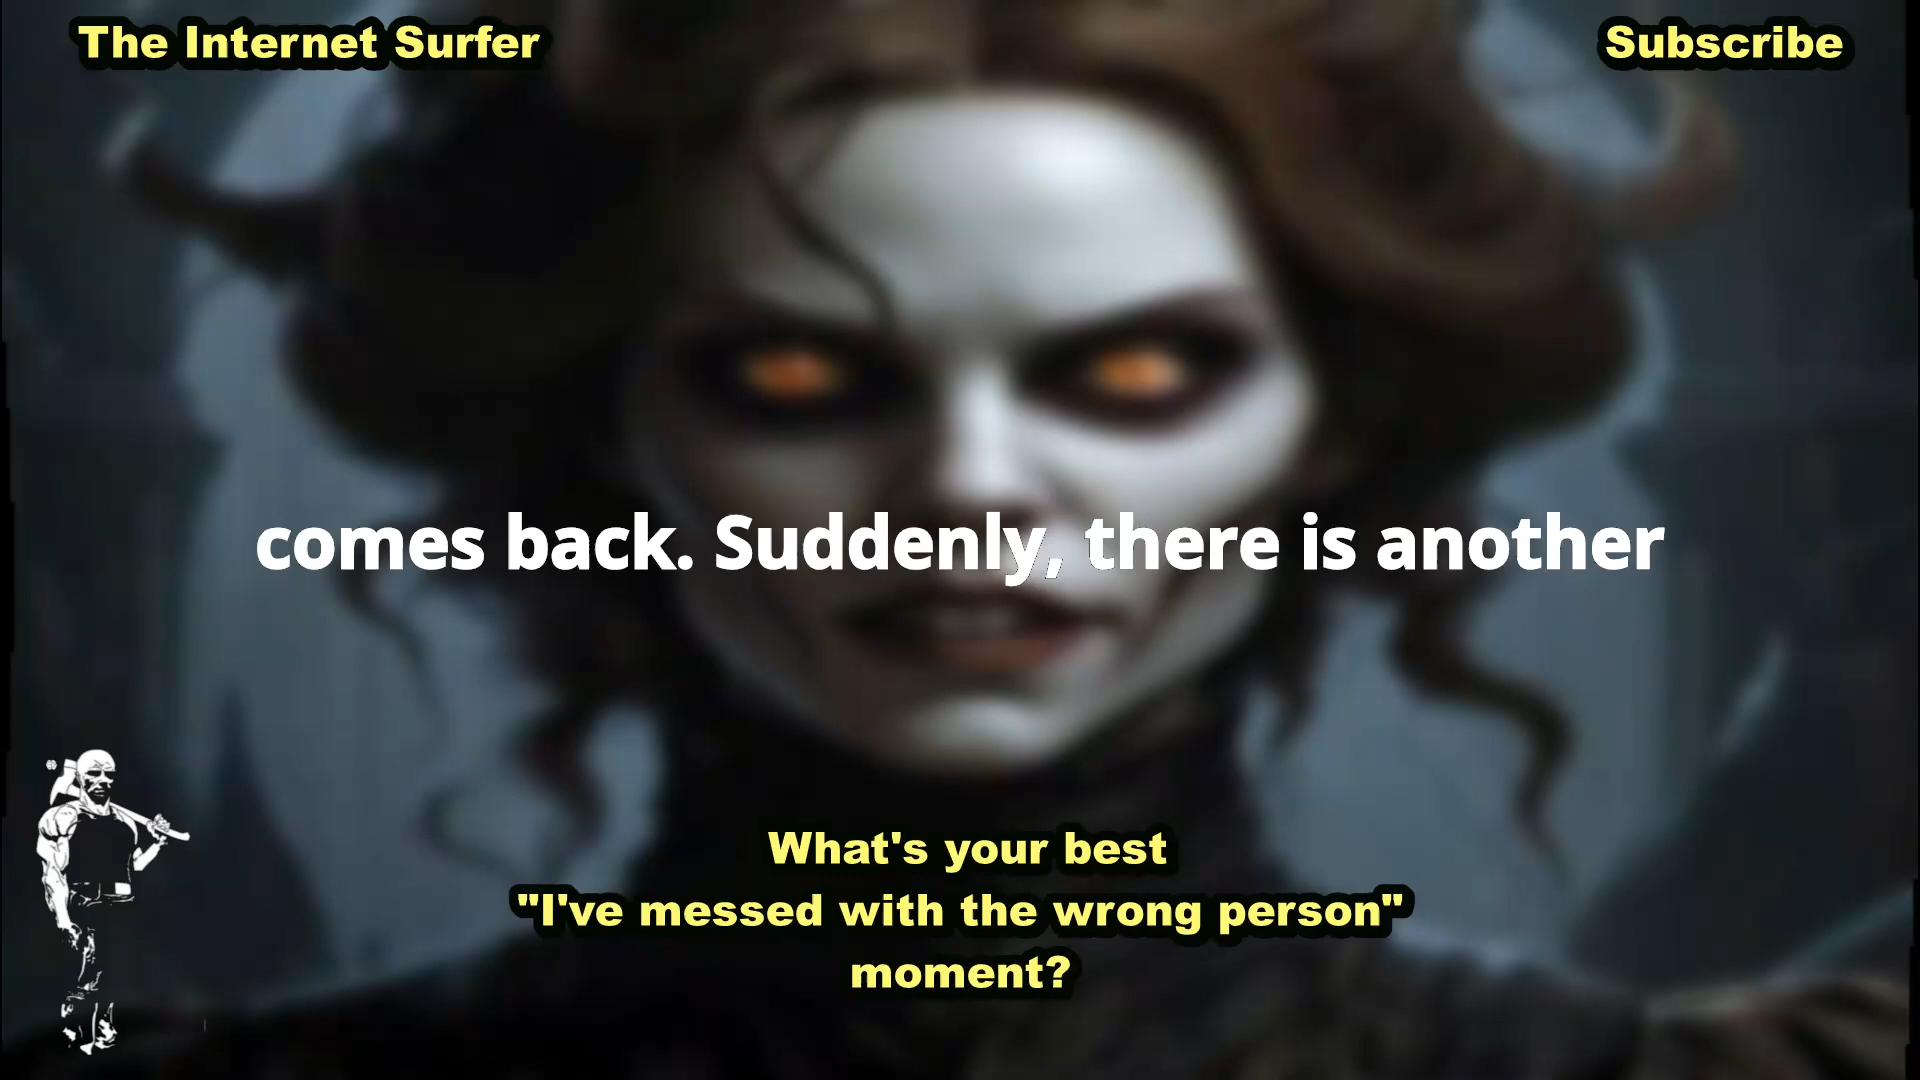 The Internet Surfer
Subscribe
comes back. Suddenly, there is another
What's your best
"I've messed with the wrong person"
moment?